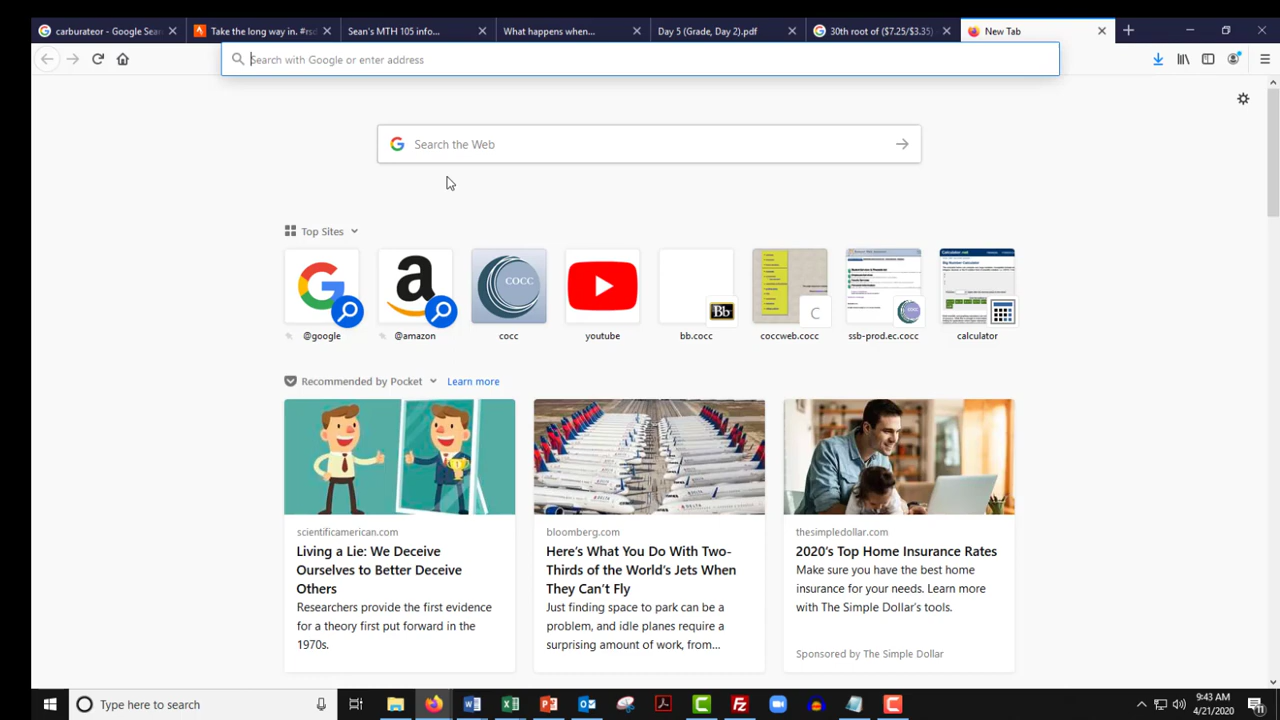 carburateor - Google Sear
Take the long way in. #rsd
Sean's MTH 105 info...
What happens when...
Day 5 (Grade, Day 2).pdf
30th root of ($7.25/$3.35)
New Tab
Search with Google or enter address
Search the Web
Top Sites
COCC
Bb
C
@google
@amazon
cocc
youtube
bb.cocc
coccweb.cocc
ssb-prod.ec.cocc
calculator
Recommended by Pocket
Learn more
scientificamerican.com
Living a Lie: We Deceive
Ourselves to Better Deceive
Others
Researchers provide the first evidence
for a theory first put forward in the
1970s.
bloomberg.com
Here's What You Do With Two-
Thirds of the World's Jets When
They Can't Fly
Just finding space to park can be a
problem, and idle planes require a
surprising amount of work, from...
thesimpledollar.com
2020's Top Home Insurance Rates
Make sure you have the best home
insurance for your needs. Learn more
with The Simple Dollar's tools.
Sponsored by The Simple Dollar
Type here to search
9:43 AM
4/21/2020